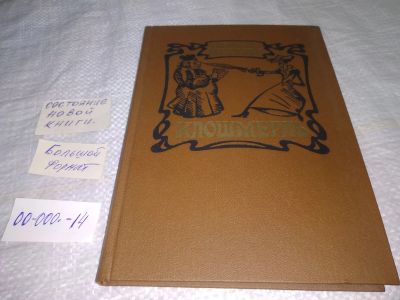 состояние
новой
книги.
Большой
формат
00-000.-14
КЛОШМЕРЛЬ